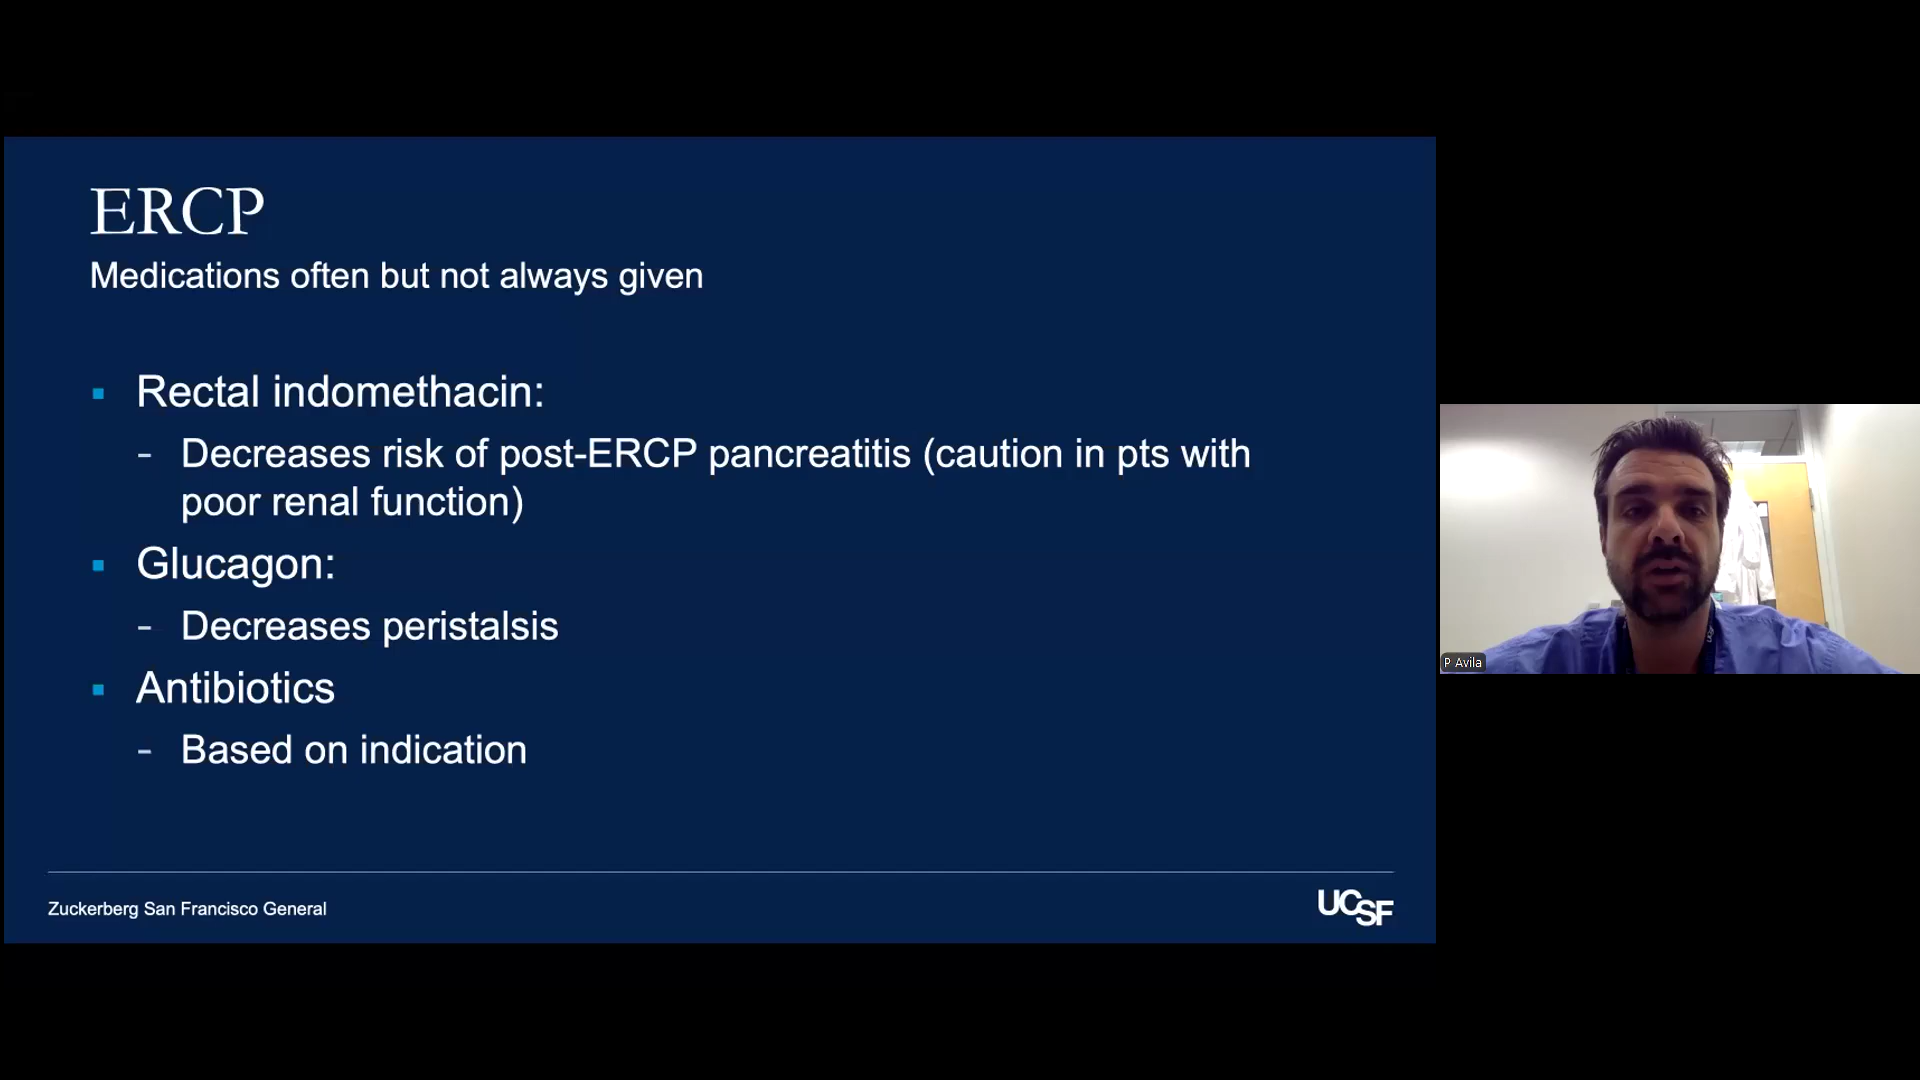 ERCP
Medications often but not always given
▪ Rectal indomethacin:
- Decreases risk of post-ERCP pancreatitis (caution in pts with
poor renal function)
▪ Glucagon:
- Decreases peristalsis
▪ Antibiotics
- Based on indication
Zuckerberg San Francisco General
UCSF
P Avila